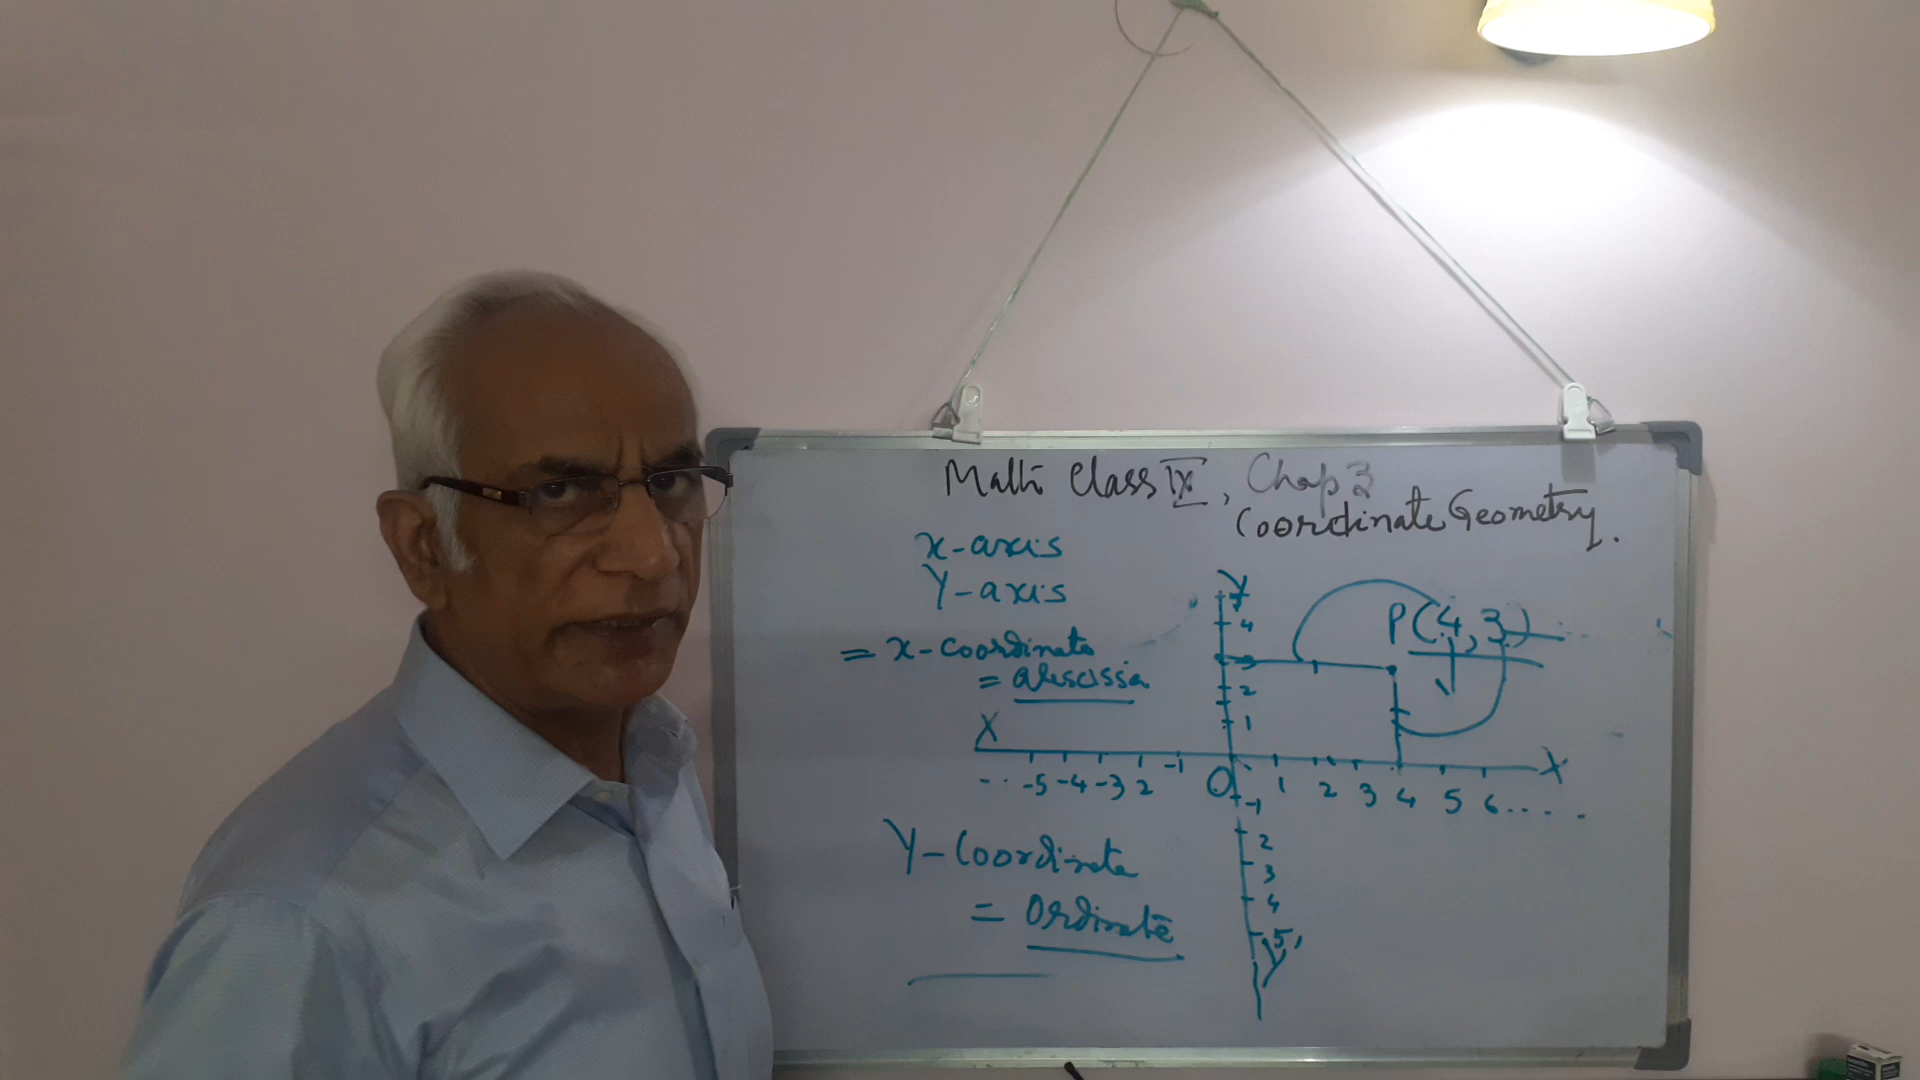 Math Class IX, Chap 3
Coordinate Geometry.
x-axis
Y-axis
= x-coordinate
= abscissa
Y
4
3
2
1
P(4,3)
X
X
... -5 -4 -3 2 -1 O 1 2 3 4 5 6.....
-1
2
3
4
5
Y
Y-Coordinate
= Ordinate